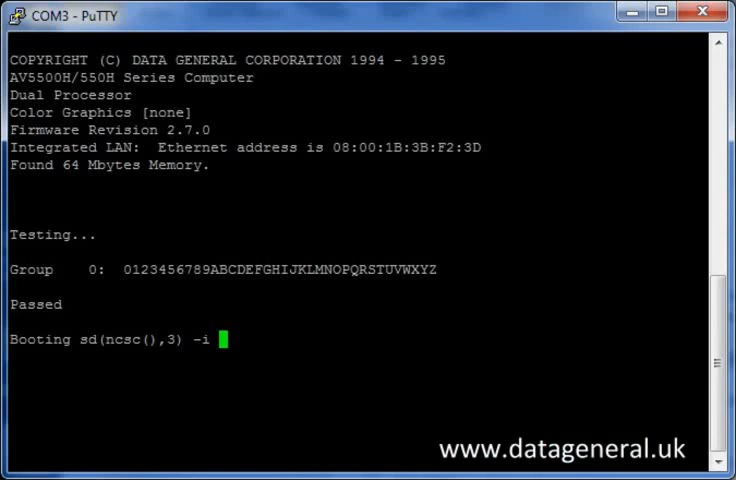 COM3 - PuTTY
COPYRIGHT (C) DATA GENERAL CORPORATION 1994 - 1995
AV5500H/550H Series Computer
Dual Processor
Color Graphics [none]
Firmware Revision 2.7.0
Integrated LAN:  Ethernet address is 08:00:1B:3B:F2:3D
Found 64 Mbytes Memory.
Testing...
Group    0:  0123456789ABCDEFGHIJKLMNOPQRSTUVWXYZ
Passed
Booting sd(ncsc(),3) -i
www.datageneral.uk